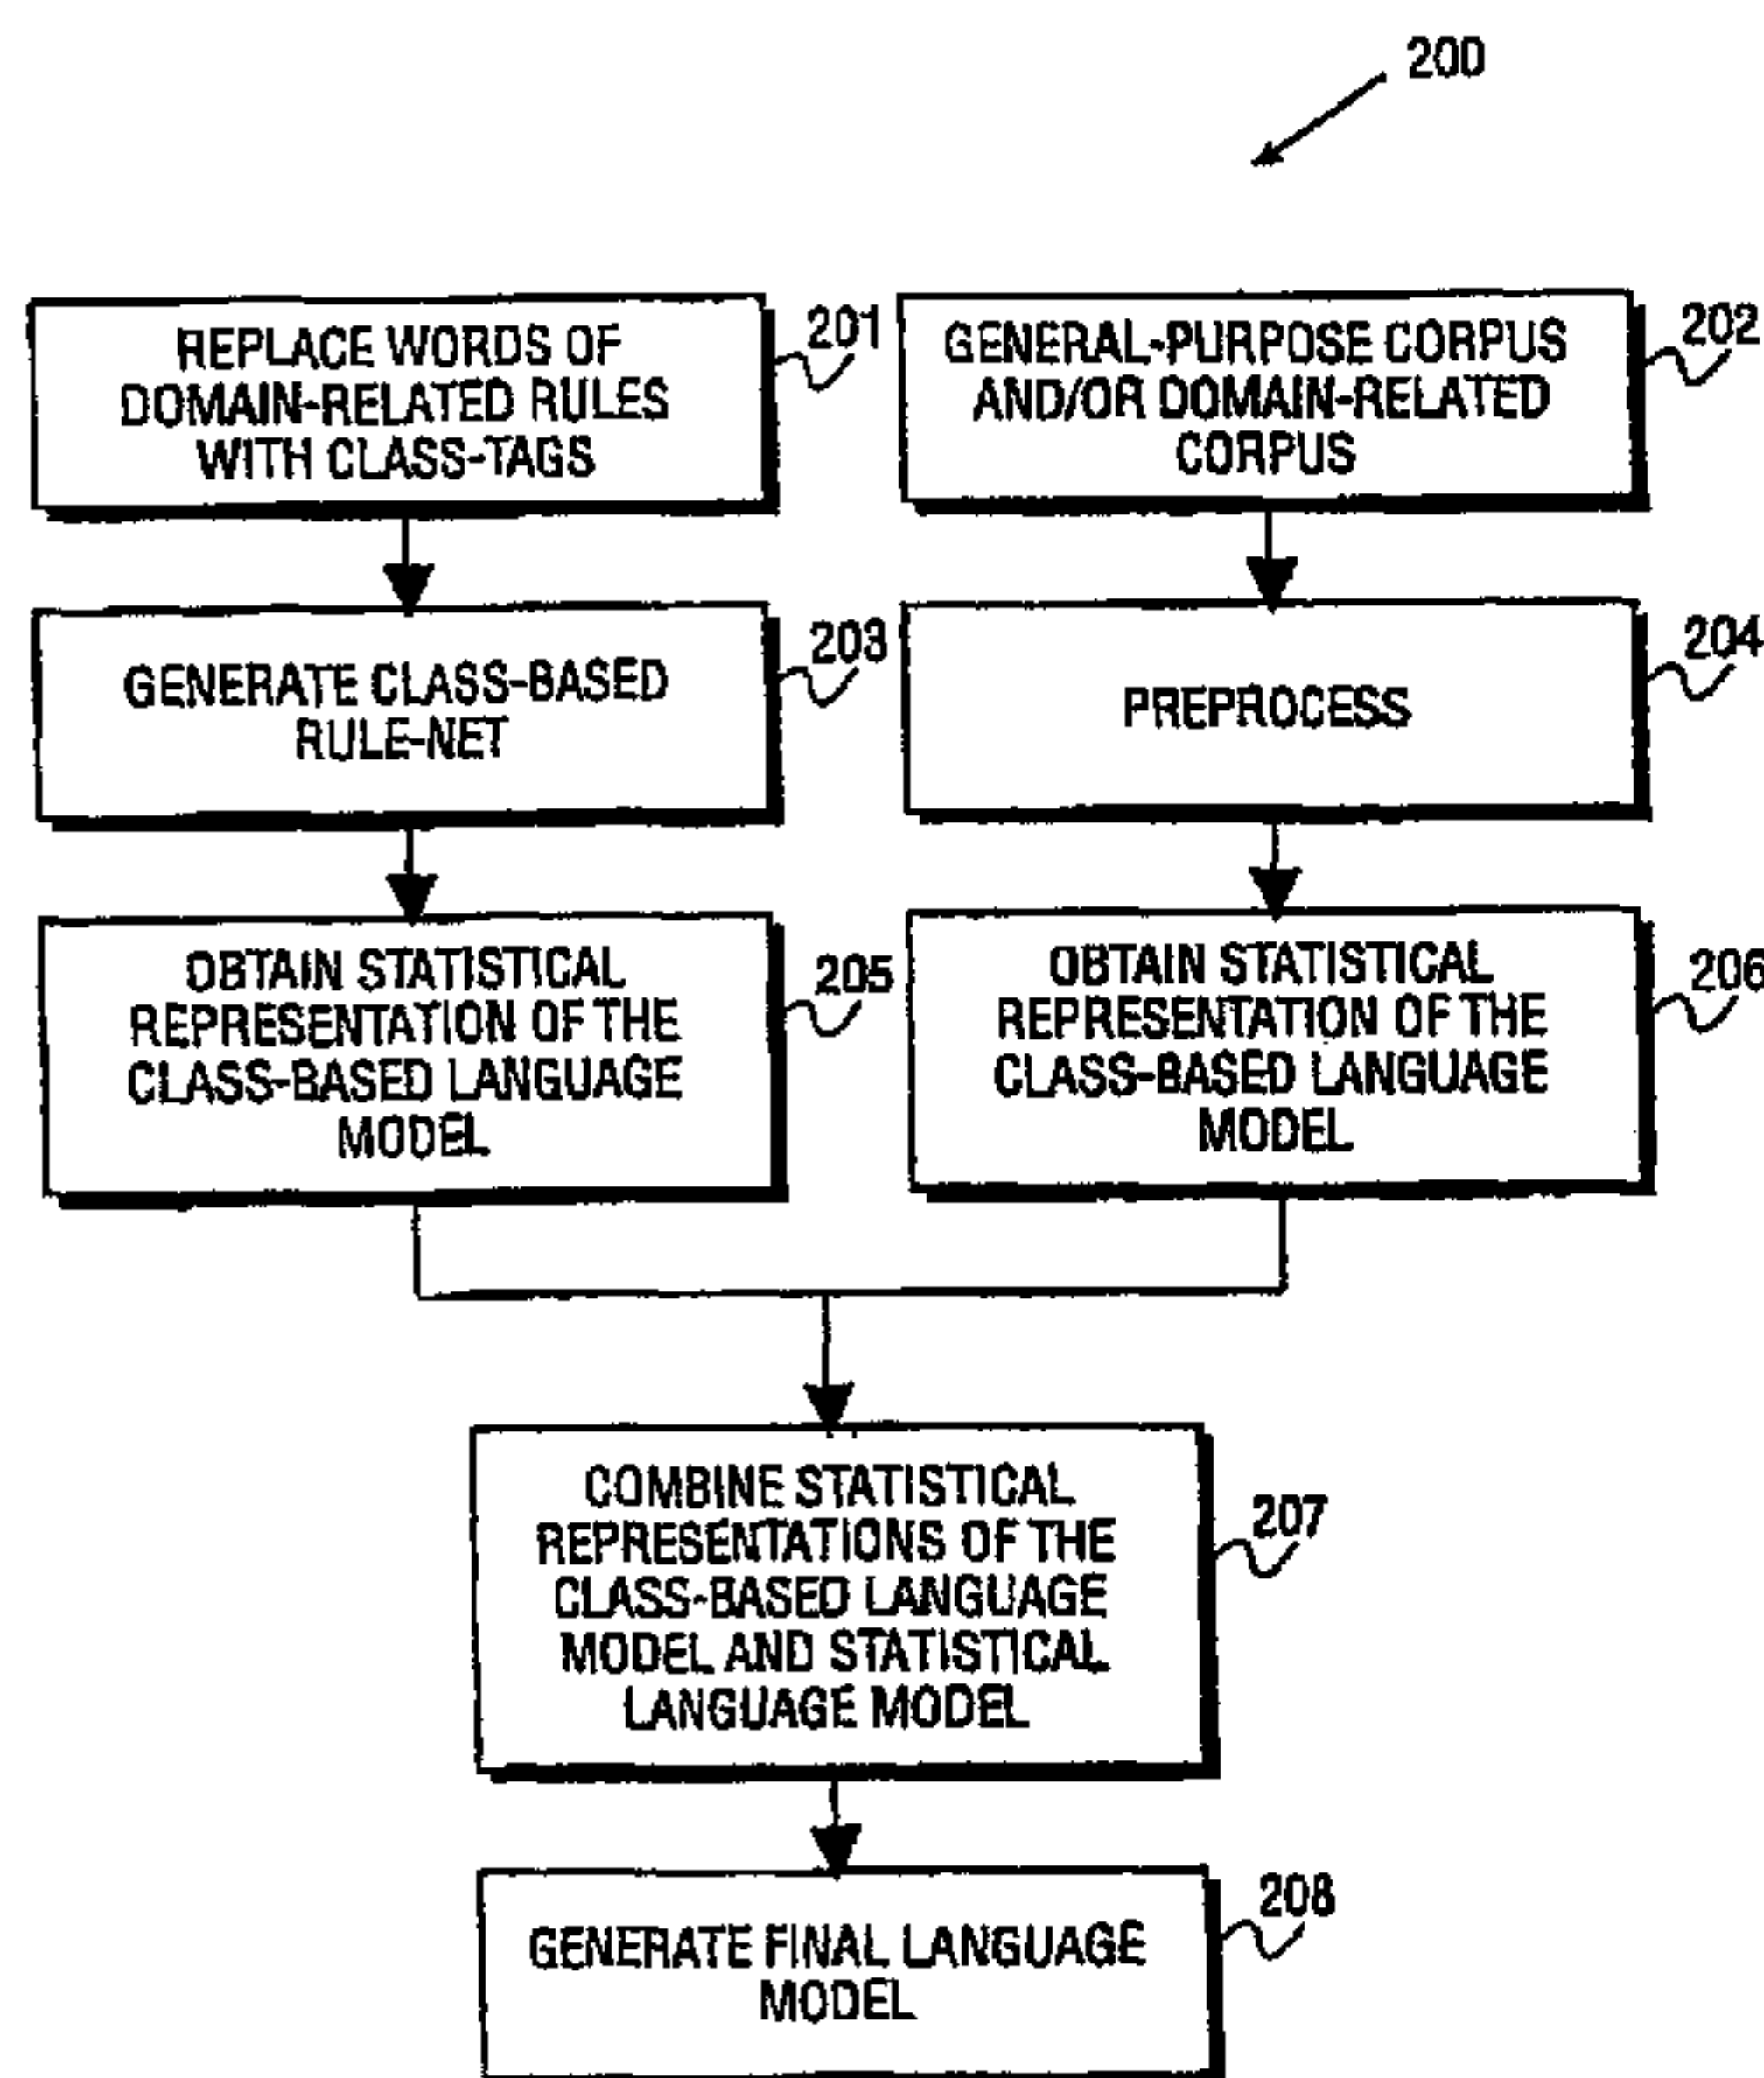 200
REPLACE WORDS OF
DOMAIN-RELATED RULES
WITH CLASS-TAGS
201
GENERAL-PURPOSE CORPUS
AND/OR DOMAIN-RELATED
CORPUS
202
GENERATE CLASS-BASED
RULE-NET
203
PREPROCESS
204
OBTAIN STATISTICAL
REPRESENTATION OF THE
CLASS-BASED LANGUAGE
MODEL
205
OBTAIN STATISTICAL
REPRESENTATION OF THE
CLASS-BASED LANGUAGE
MODEL
206
COMBINE STATISTICAL
REPRESENTATIONS OF THE
CLASS-BASED LANGUAGE
MODEL AND STATISTICAL
LANGUAGE MODEL
207
GENERATE FINAL LANGUAGE
MODEL
208